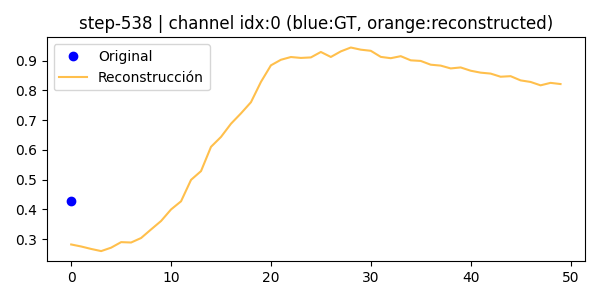 step-538 | channel idx:0 (blue:GT, orange:reconstructed)
Original
Reconstrucción
0.9
0.8
0.7
0.6
0.5
0.4
0.3
0 10 20 30 40 50